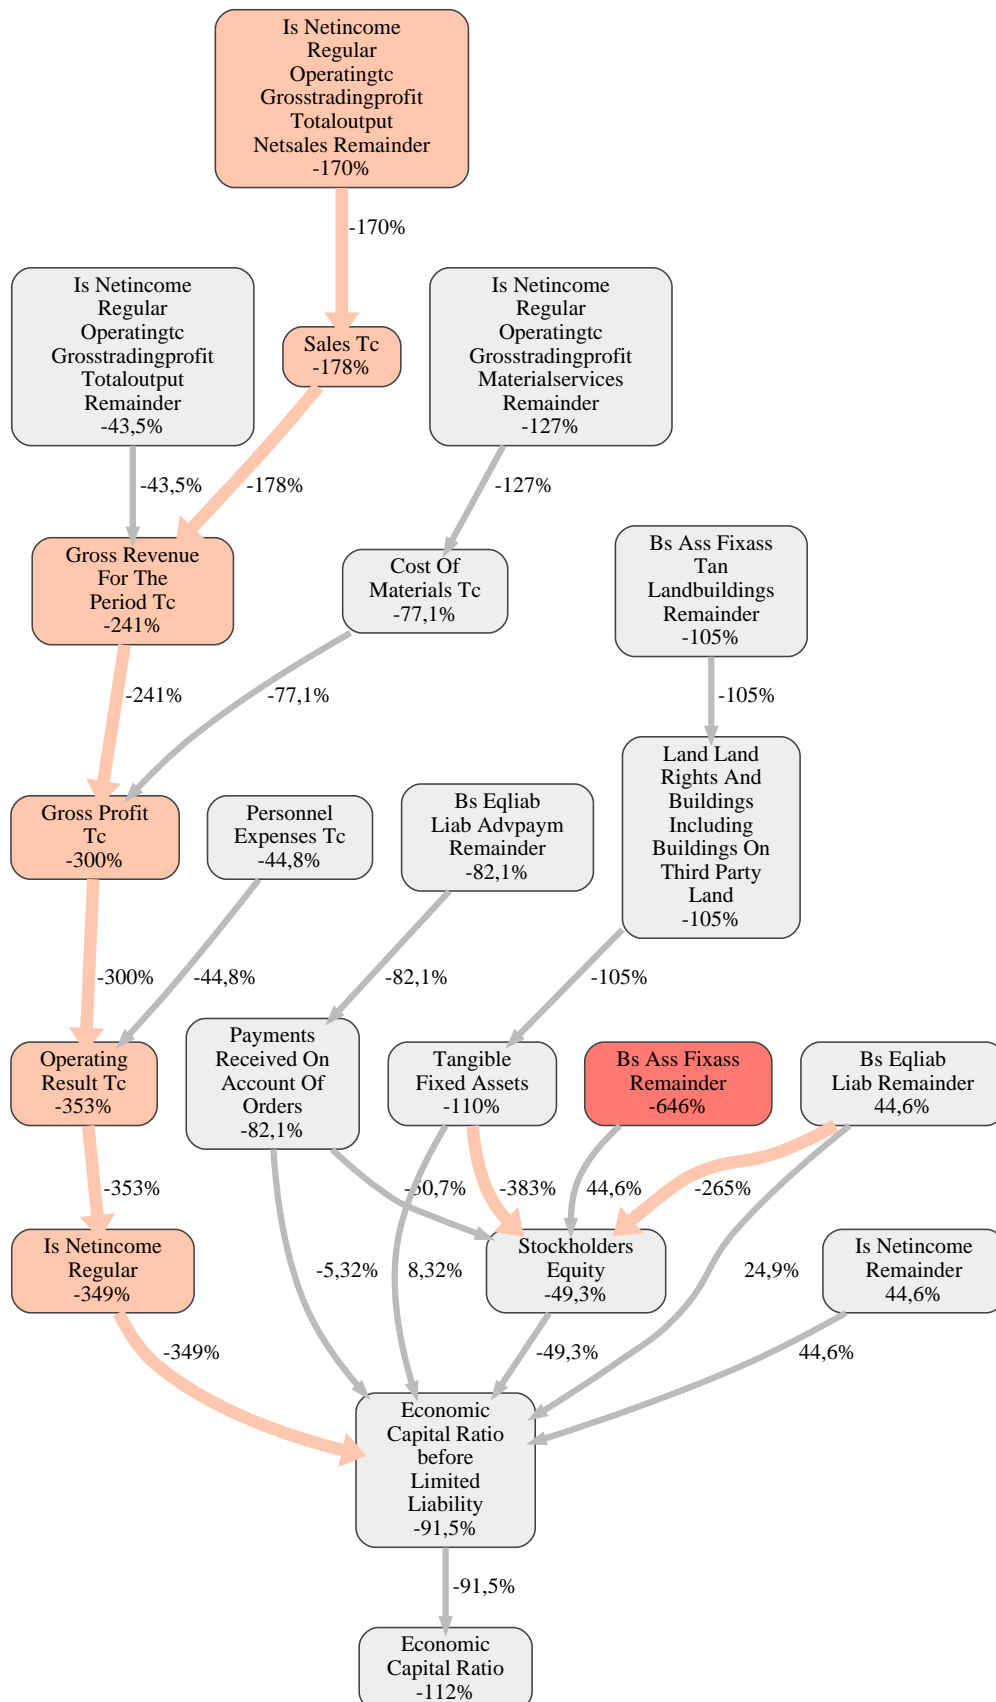 Is Netincome
Regular
Operatingtc
Grosstradingprofit
Totaloutput
Netsales Remainder
-170%
-170%
Is Netincome
Regular
Operatingtc
Grosstradingprofit
Totaloutput
Remainder
-43,5%
Sales Tc
-178%
Is Netincome
Regular
Operatingtc
Grosstradingprofit
Materialservices
Remainder
-127%
-43,5%
-178%
-127%
Gross Revenue
For The
Period Tc
-241%
Cost Of
Materials Tc
-77,1%
Bs Ass Fixass
Tan
Landbuildings
Remainder
-105%
-241%
-77,1%
-105%
Gross Profit
Tc
-300%
Personnel
Expenses Tc
-44,8%
Bs Eqliab
Liab Advpaym
Remainder
-82,1%
Land Land
Rights And
Buildings
Including
Buildings On
Third Party
Land
-105%
-300%
-44,8%
-82,1%
-105%
Operating
Result Tc
-353%
Payments
Received On
Account Of
Orders
-82,1%
Tangible
Fixed Assets
-110%
Bs Ass Fixass
Remainder
-646%
Bs Eqliab
Liab Remainder
44,6%
-353%
-50,7%
-383%
44,6%
-265%
Is Netincome
Regular
-349%
-5,32%
8,32%
Stockholders
Equity
-49,3%
24,9%
Is Netincome
Remainder
44,6%
-349%
-49,3%
44,6%
Economic
Capital Ratio
before
Limited
Liability
-91,5%
-91,5%
Economic
Capital Ratio
-112%